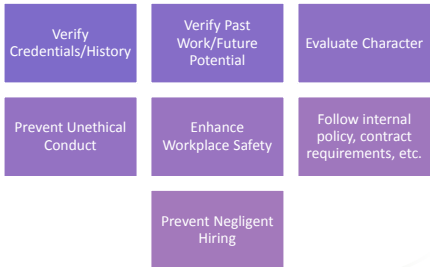 Verify
Credentials/History
Verify Past
Work/Future
Potential
Evaluate Character
Prevent Unethical
Conduct
Enhance
Workplace Safety
Follow internal
policy, contract
requirements, etc.
Prevent Negligent
Hiring